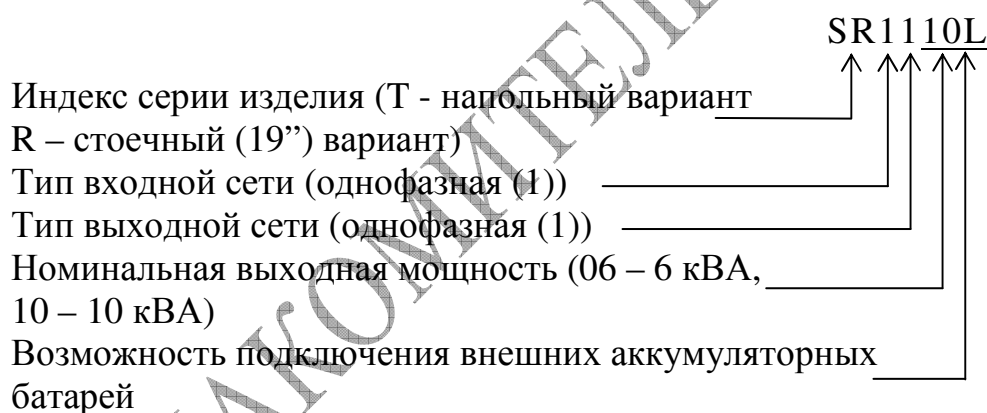 SR1110L
Индекс серии изделия (Т - напольный вариант
R – стоечный (19”) вариант)
Тип входной сети (однофазная (1))
Тип выходной сети (однофазная (1))
Номинальная выходная мощность (06 – 6 кВА,
10 – 10 кВА)
Возможность подключения внешних аккумуляторных
батарей